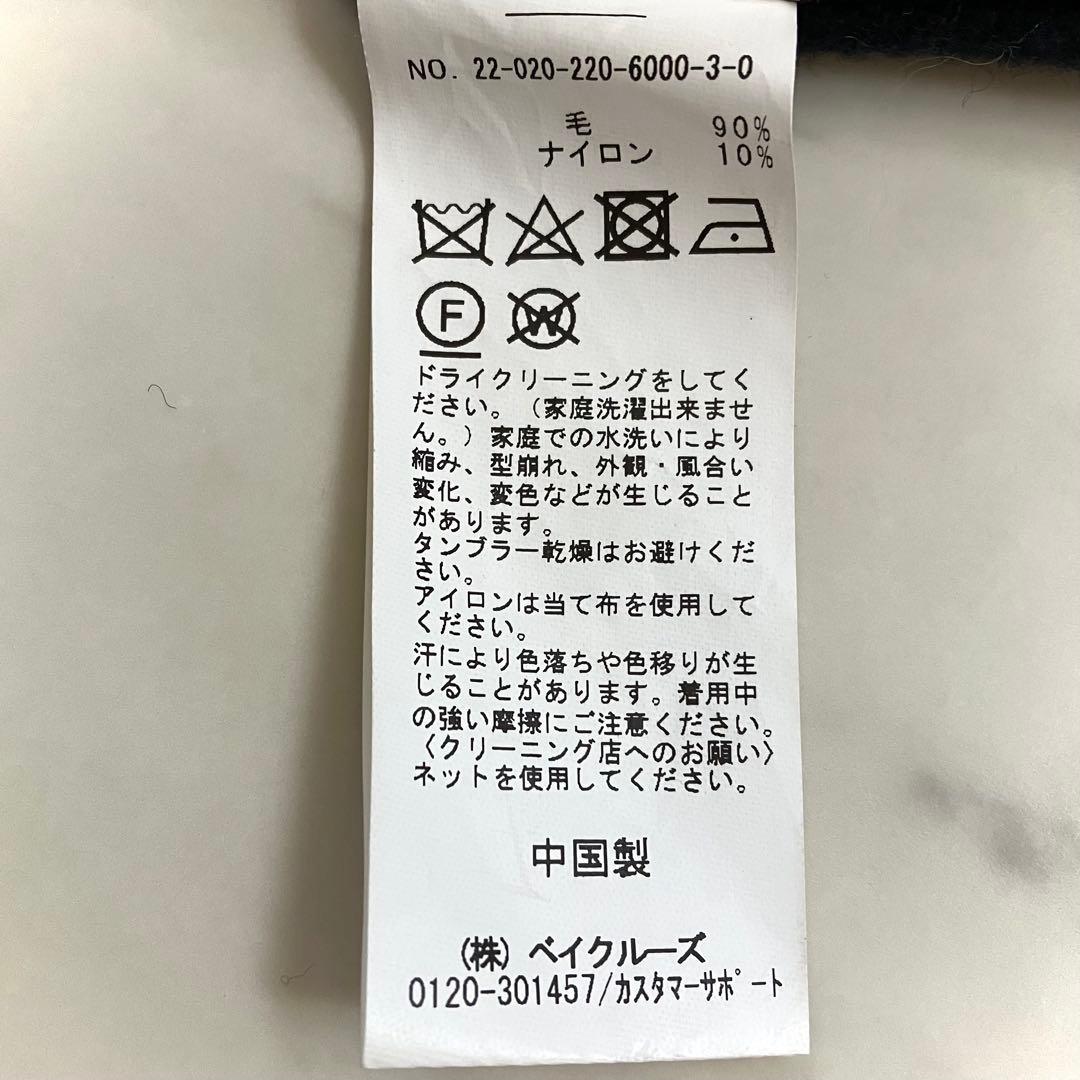 NO. 22-020-220-6000-3-0
毛 90%
ナイロン 10%
F W
ドライクリーニングをしてく
ださい。（家庭洗濯出来ませ
ん。）家庭での水洗いにより
縮み、型崩れ、外観・風合い
変化、変色などが生じること
があります。
タンブラー乾燥はお避けくだ
さい。
アイロンは当て布を使用して
ください。
汗により色落ちや色移りが生
じることがあります。着用中
の強い摩擦にご注意ください。
〈クリーニング店へのお願い〉
ネットを使用してください。
中国製
(株) ベイクルーズ
0120-301457/ｶｽﾀﾏｰｻﾎﾟｰﾄ